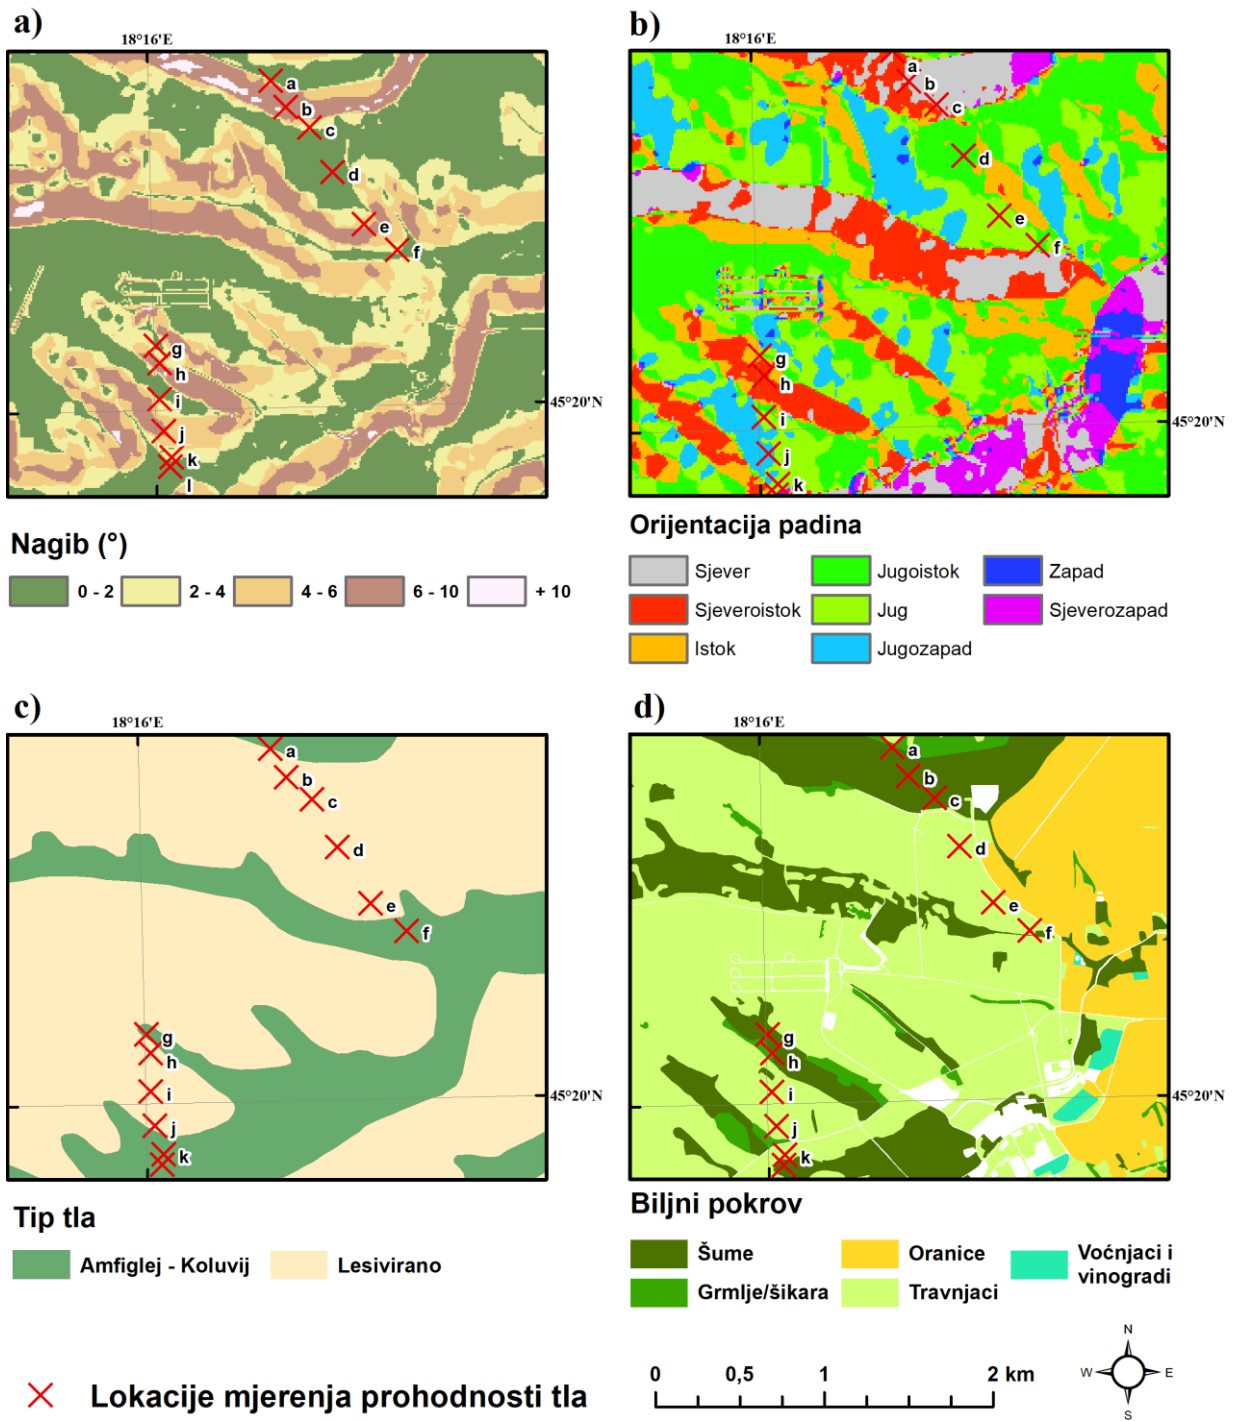 a)
18°16'E
a
b
c
d
e
f
g
h
i
j
k
l
45°20'N
Nagib (°)
0 - 2
2 - 4
4 - 6
6 - 10
+ 10
b)
18°16'E
a
b
c
d
e
f
g
h
i
j
k
45°20'N
Orijentacija padina
Sjever
Jugoistok
Zapad
Sjeveroistok
Jug
Sjeverozapad
Istok
Jugozapad
c)
18°16'E
a
b
c
d
e
f
g
h
i
j
k
45°20'N
Tip tla
Amfiglej - Koluvij
Lesivirano
d)
18°16'E
a
b
c
d
e
f
g
h
i
j
k
45°20'N
Biljni pokrov
Šume
Oranice
Voćnjaci i
vinogradi
Grmlje/šikara
Travnjaci
Lokacije mjerenja prohodnosti tla
0 0,5 1 2 km
N
W
E
S